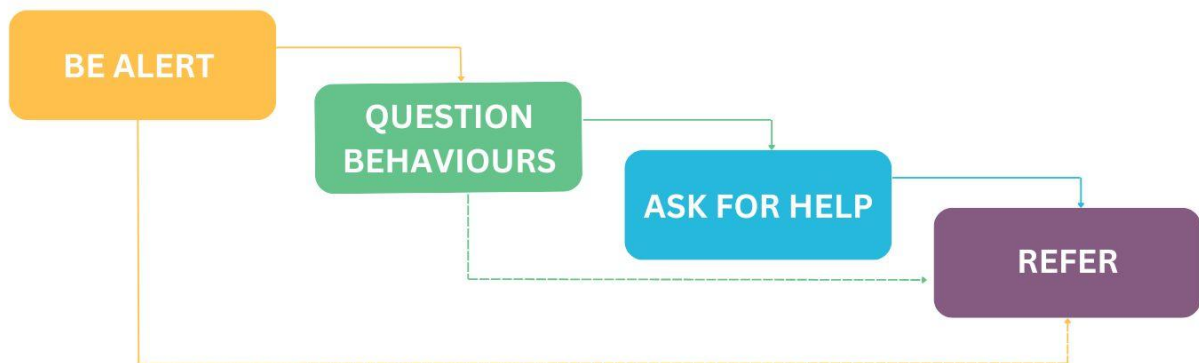 BE ALERT
QUESTION
BEHAVIOURS
ASK FOR HELP
REFER